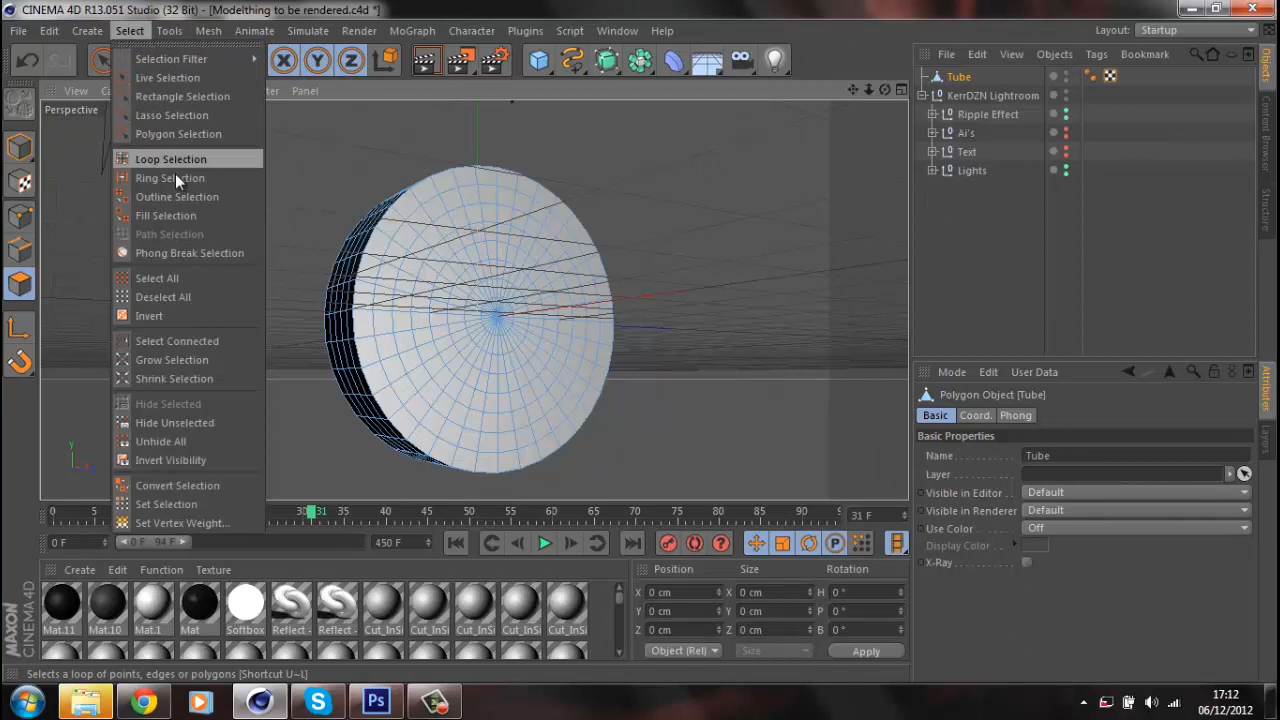 CINEMA 4D R13.051 Studio (32 Bit) - [Modelthing to be rendered.c4d *]
File Edit Create Select Tools Mesh Animate Simulate Render MoGraph Character Plugins Script Window Help Layout: Startup
X Y Z
File Edit View Objects Tags Bookmark
View Panel
Perspective
Selection Filter
Live Selection
Rectangle Selection
Lasso Selection
Polygon Selection
Loop Selection
Ring Selection
Outline Selection
Fill Selection
Path Selection
Phong Break Selection
Select All
Deselect All
Invert
Select Connected
Grow Selection
Shrink Selection
Hide Selected
Hide Unselected
Unhide All
Invert Visibility
Convert Selection
Set Selection
Set Vertex Weight...
Tube
KerrDZN Lightroom
Ripple Effect
Ai's
Text
Lights
Objects
Structure
Attributes
Layers
Mode Edit User Data
Polygon Object [Tube]
Basic Coord. Phong
Basic Properties
Name Tube
Layer
Visible in Editor Default
Visible in Renderer Default
Use Color Off
Display Color
X-Ray
Y
0 5 30 31 35 40 45 50 55 60 65 70 75 80 85 90 31 F
0 F 0 F 94 F 450 F
P
Create Edit Function Texture
Mat.11 Mat.10 Mat.1 Mat Softbox Reflect - Reflect - Cut_InSi Cut_InSi Cut_InSi Cut_InSi Cut_InSi
Position Size Rotation
X 0 cm X 0 cm H 0 °
Y 0 cm Y 0 cm P 0 °
Z 0 cm Z 0 cm B 0 °
Object (Rel) Size Apply
MAXON
CINEMA 4D
Selects a loop of points, edges or polygons [Shortcut U~L]
Ps
17:12
06/12/2012